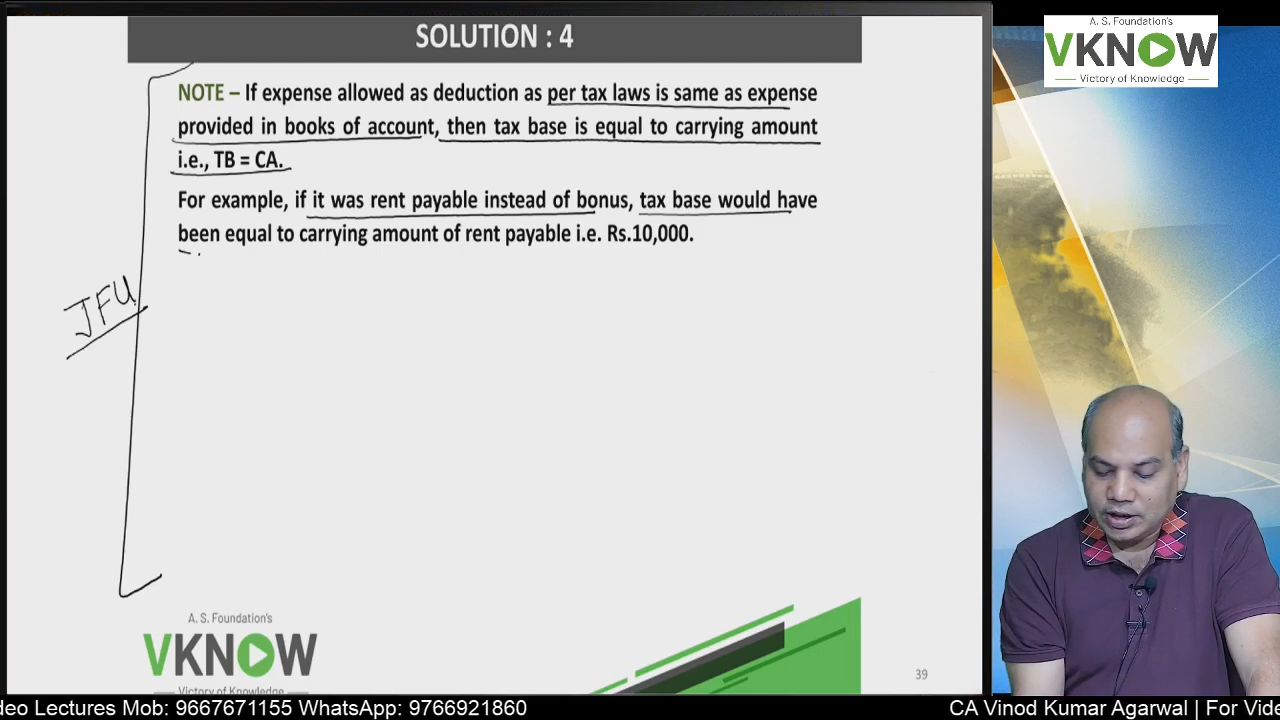 SOLUTION : 4
A. S. Foundation's
VKNOW
Victory of Knowledge
NOTE – If expense allowed as deduction as per tax laws is same as expense
provided in books of account, then tax base is equal to carrying amount
i.e., TB = CA.
For example, if it was rent payable instead of bonus, tax base would have
been equal to carrying amount of rent payable i.e. Rs.10,000.
JFU
A. S. Foundation's
VKNOW
Victory of Knowledge
39
deo Lectures Mob: 9667671155 WhatsApp: 9766921860
CA Vinod Kumar Agarwal | For Vide